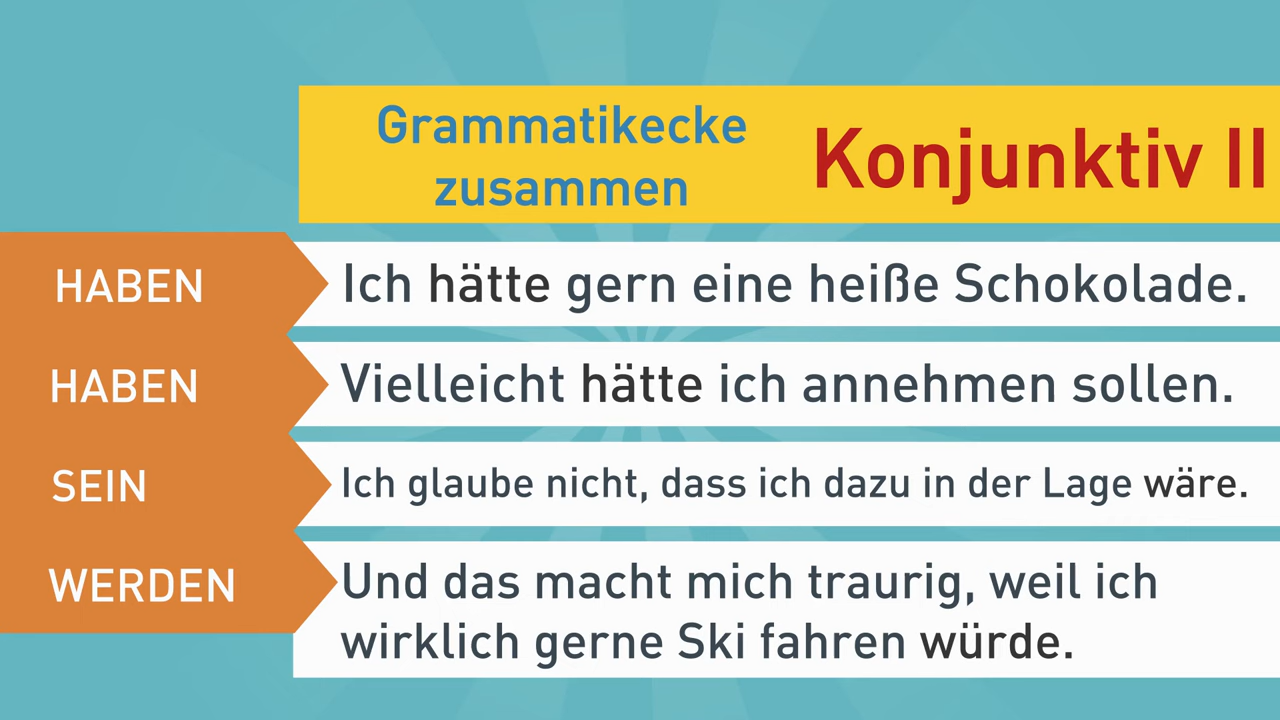 Grammatikecke
zusammen
Konjunktiv II
HABEN
Ich hätte gern eine heiße Schokolade.
HABEN
Vielleicht hätte ich annehmen sollen.
SEIN
Ich glaube nicht, dass ich dazu in der Lage wäre.
WERDEN
Und das macht mich traurig, weil ich
wirklich gerne Ski fahren würde.